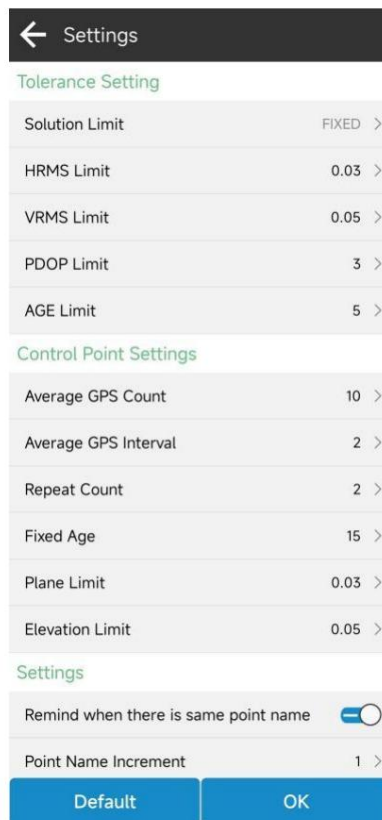 Settings
Tolerance Setting
Solution Limit FIXED
HRMS Limit 0.03
VRMS Limit 0.05
PDOP Limit 3
AGE Limit 5
Control Point Settings
Average GPS Count 10
Average GPS Interval 2
Repeat Count 2
Fixed Age 15
Plane Limit 0.03
Elevation Limit 0.05
Settings
Remind when there is same point name
Point Name Increment 1
Default OK